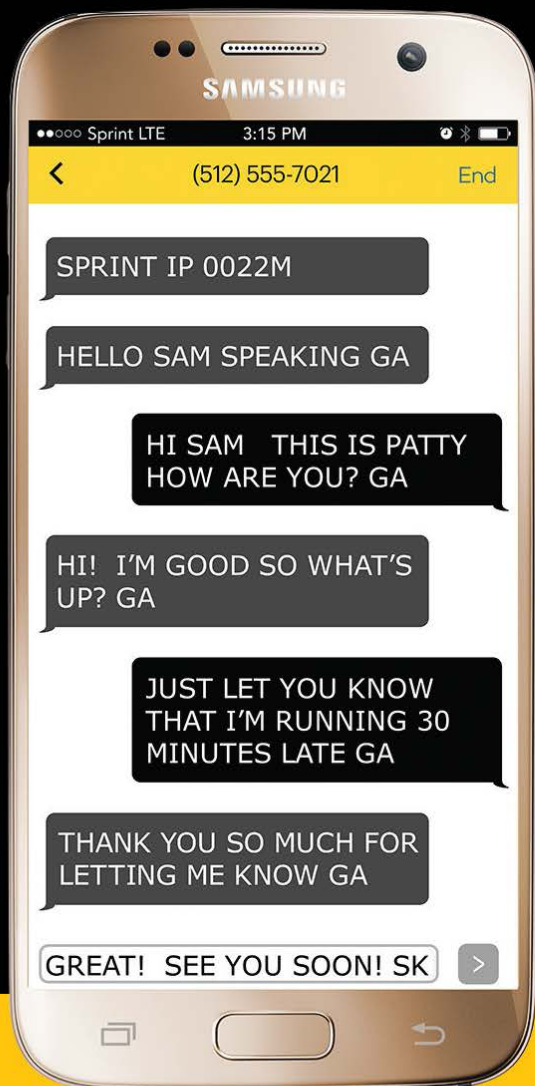 SAMSUNG
Sprint LTE 3:15 PM
< (512) 555-7021 End
SPRINT IP 0022M
HELLO SAM SPEAKING GA
HI SAM THIS IS PATTY
HOW ARE YOU? GA
HI! I’M GOOD SO WHAT’S
UP? GA
JUST LET YOU KNOW
THAT I’M RUNNING 30
MINUTES LATE GA
THANK YOU SO MUCH FOR
LETTING ME KNOW GA
GREAT! SEE YOU SOON! SK >